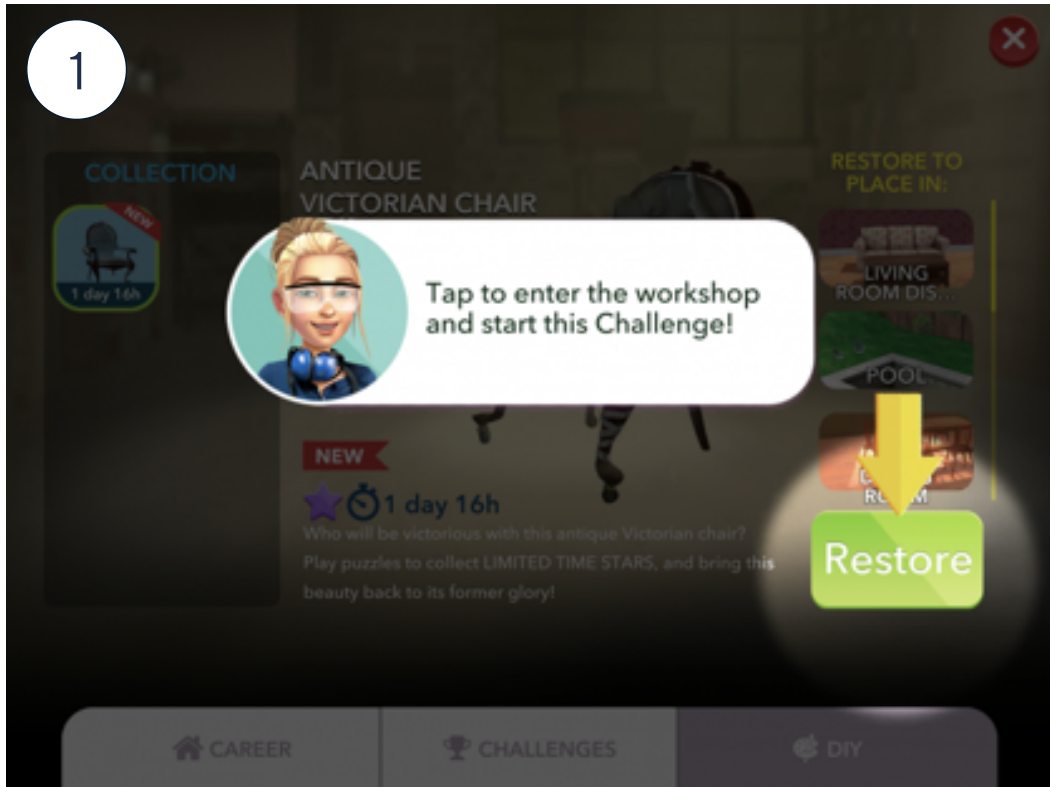 1
COLLECTION
NEW
1 day 16h
ANTIQUE
VICTORIAN CHAIR
RESTORE TO
PLACE IN:
LIVING
ROOM DIS...
POOL
ROOM
Tap to enter the workshop
and start this Challenge!
NEW
1 day 16h
Who will be victorious with this antique Victorian chair?
Play puzzles to collect LIMITED TIME STARS, and bring this
beauty back to its former glory!
Restore
CAREER
CHALLENGES
DIY